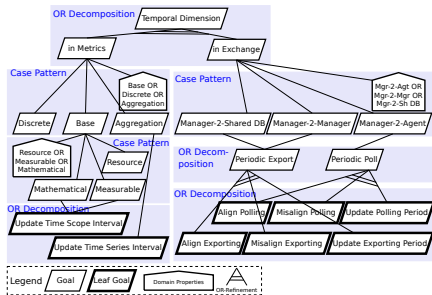 OR Decomposition
Temporal Dimension
in Metrics
in Exchange
Case Pattern
Base OR
Discrete OR
Aggregation
Case Pattern
Mgr-2-Agt OR
Mgr-2-Mgr OR
Mgr-2-Sh DB
Discrete
Base
Aggregation
Manager-2-Shared DB
Manager-2-Manager
Manager-2-Agent
Case Pattern
Resource OR
Measurable OR
Mathematical
Resource
OR Decom-
position
Periodic Export
Periodic Poll
Mathematical
Measurable
OR Decomposition
OR Decomposition
Update Time Scope Interval
Align Polling
Misalign Polling
Update Polling Period
Update Time Series Interval
Align Exporting
Misalign Exporting
Update Exporting Period
Legend
Goal
Leaf Goal
Domain Properties
OR-Refinement